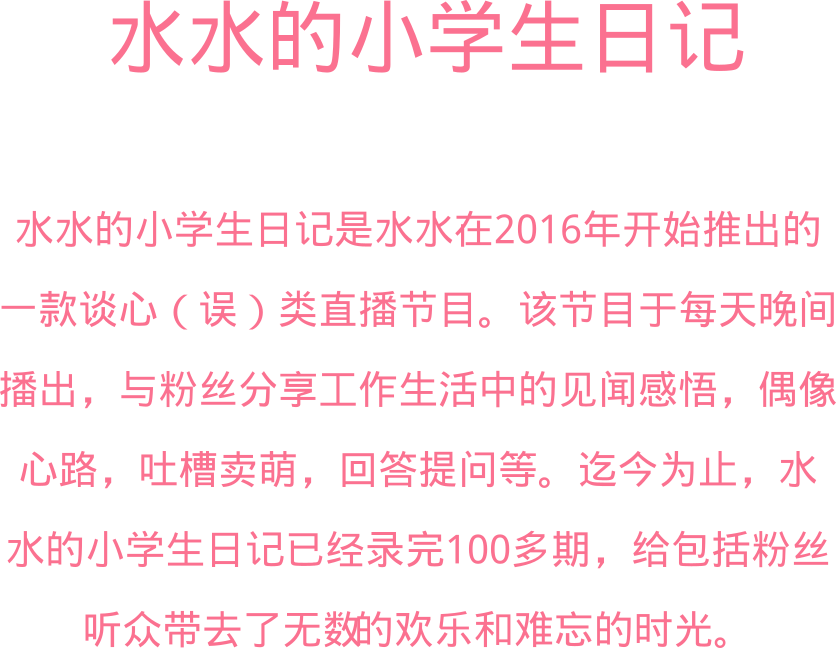 水水的小学生日记
水水的小学生日记是水水在2016年开始推出的
一款谈心（误）类直播节目。该节目于每天晚间
播出，与粉丝分享工作生活中的见闻感悟，偶像
心路，吐槽卖萌，回答提问等。迄今为止，水
水的小学生日记已经录完100多期，给包括粉丝
听众带去了无数的欢乐和难忘的时光。